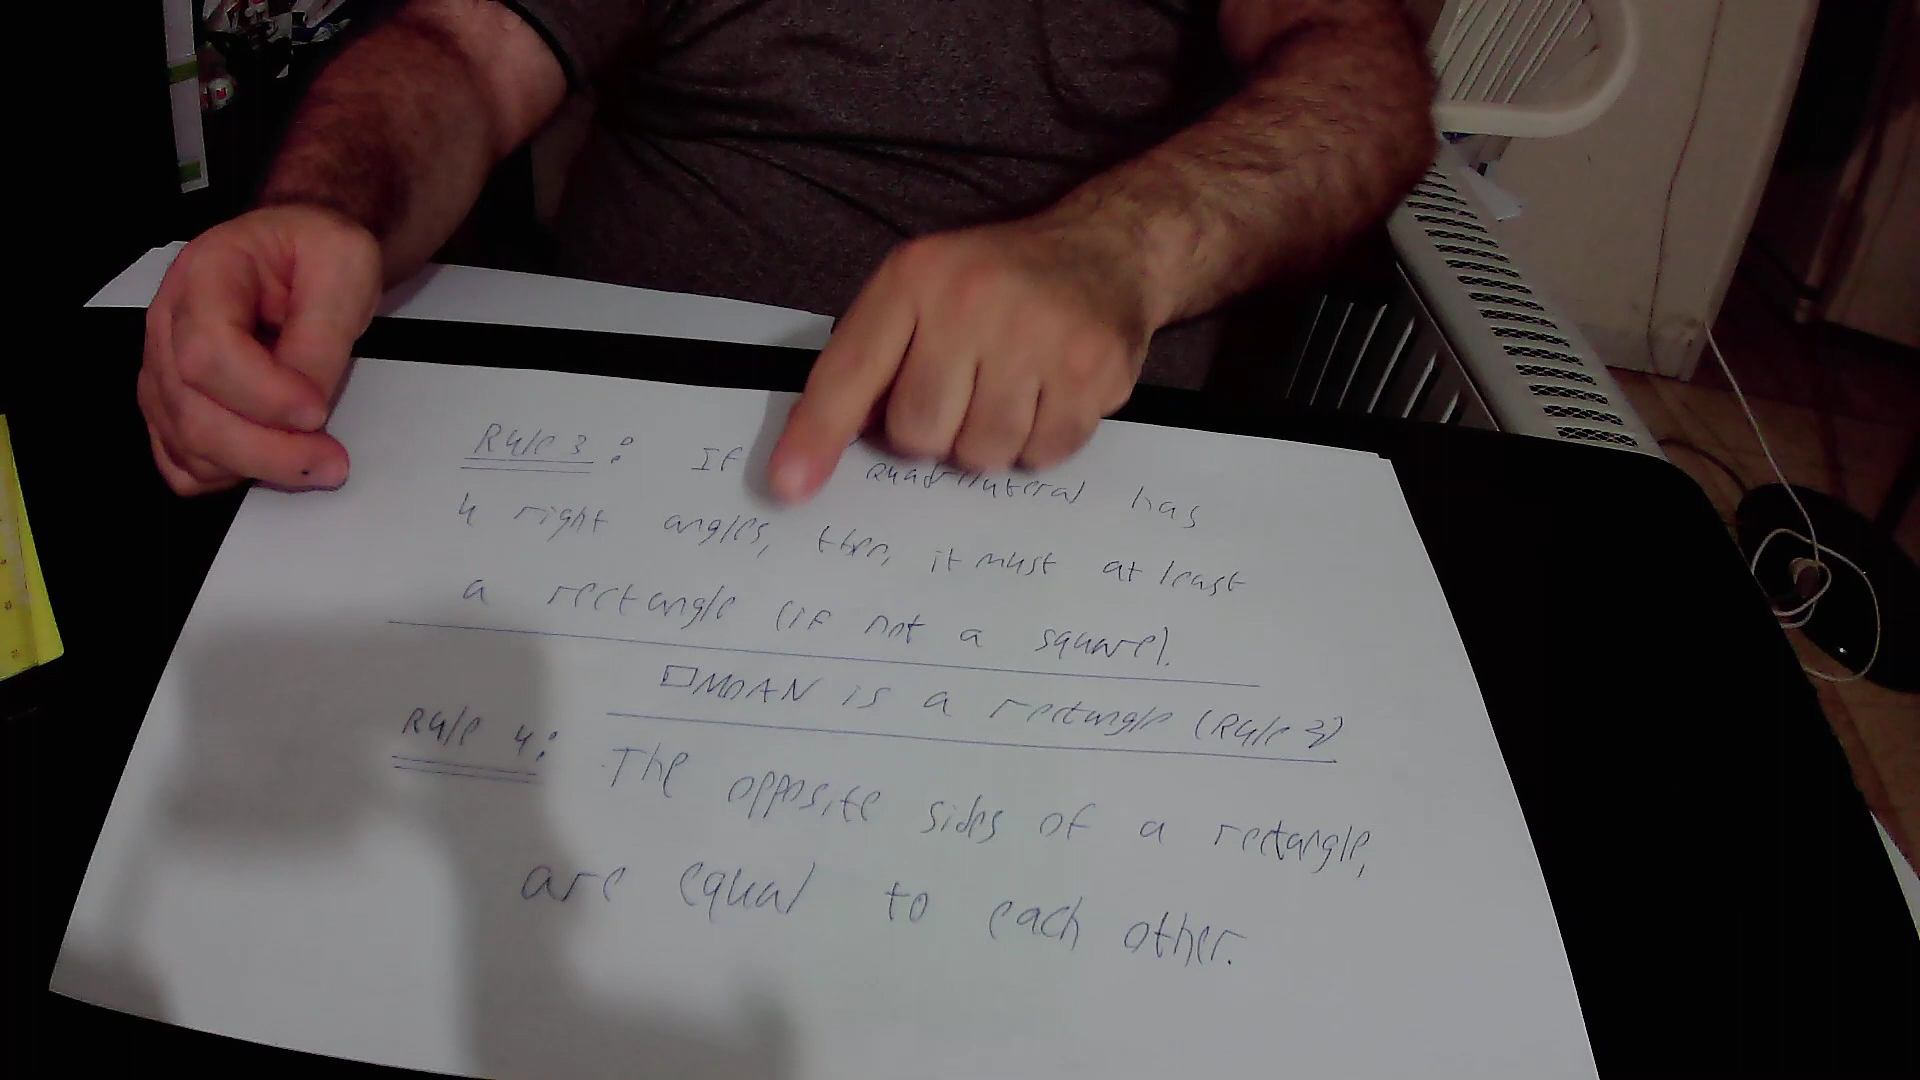 Rule 3: If quadrilateral has
4 right angles, then, it must at least
a rectangle (if not a square).
□MDAN is a rectangle (Rule 3)
Rule 4: The opposite sides of a rectangle,
are equal to each other.